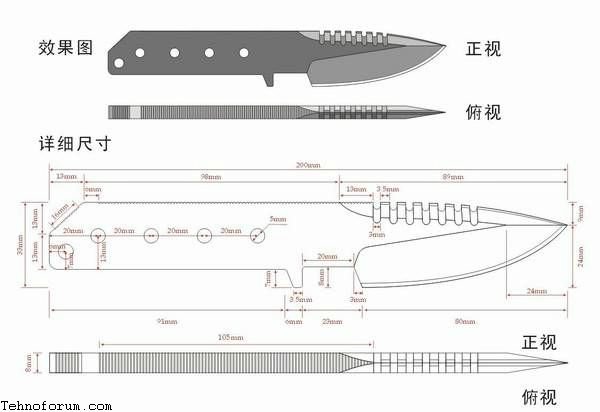 效果图
正视
俯视
详细尺寸
200mm
13mm 98mm 89mm
6mm 13mm 3.5mm
16mm
13mm 5mm 9mm
20mm 20mm 20mm 20mm
3mm
33mm
6mm
13mm 13mm 20mm 24mm
7mm 8mm
3.5mm 3mm 24mm
91mm 6mm 23mm 80mm
105mm
正视
8mm
俯视
Tehnoforum.com